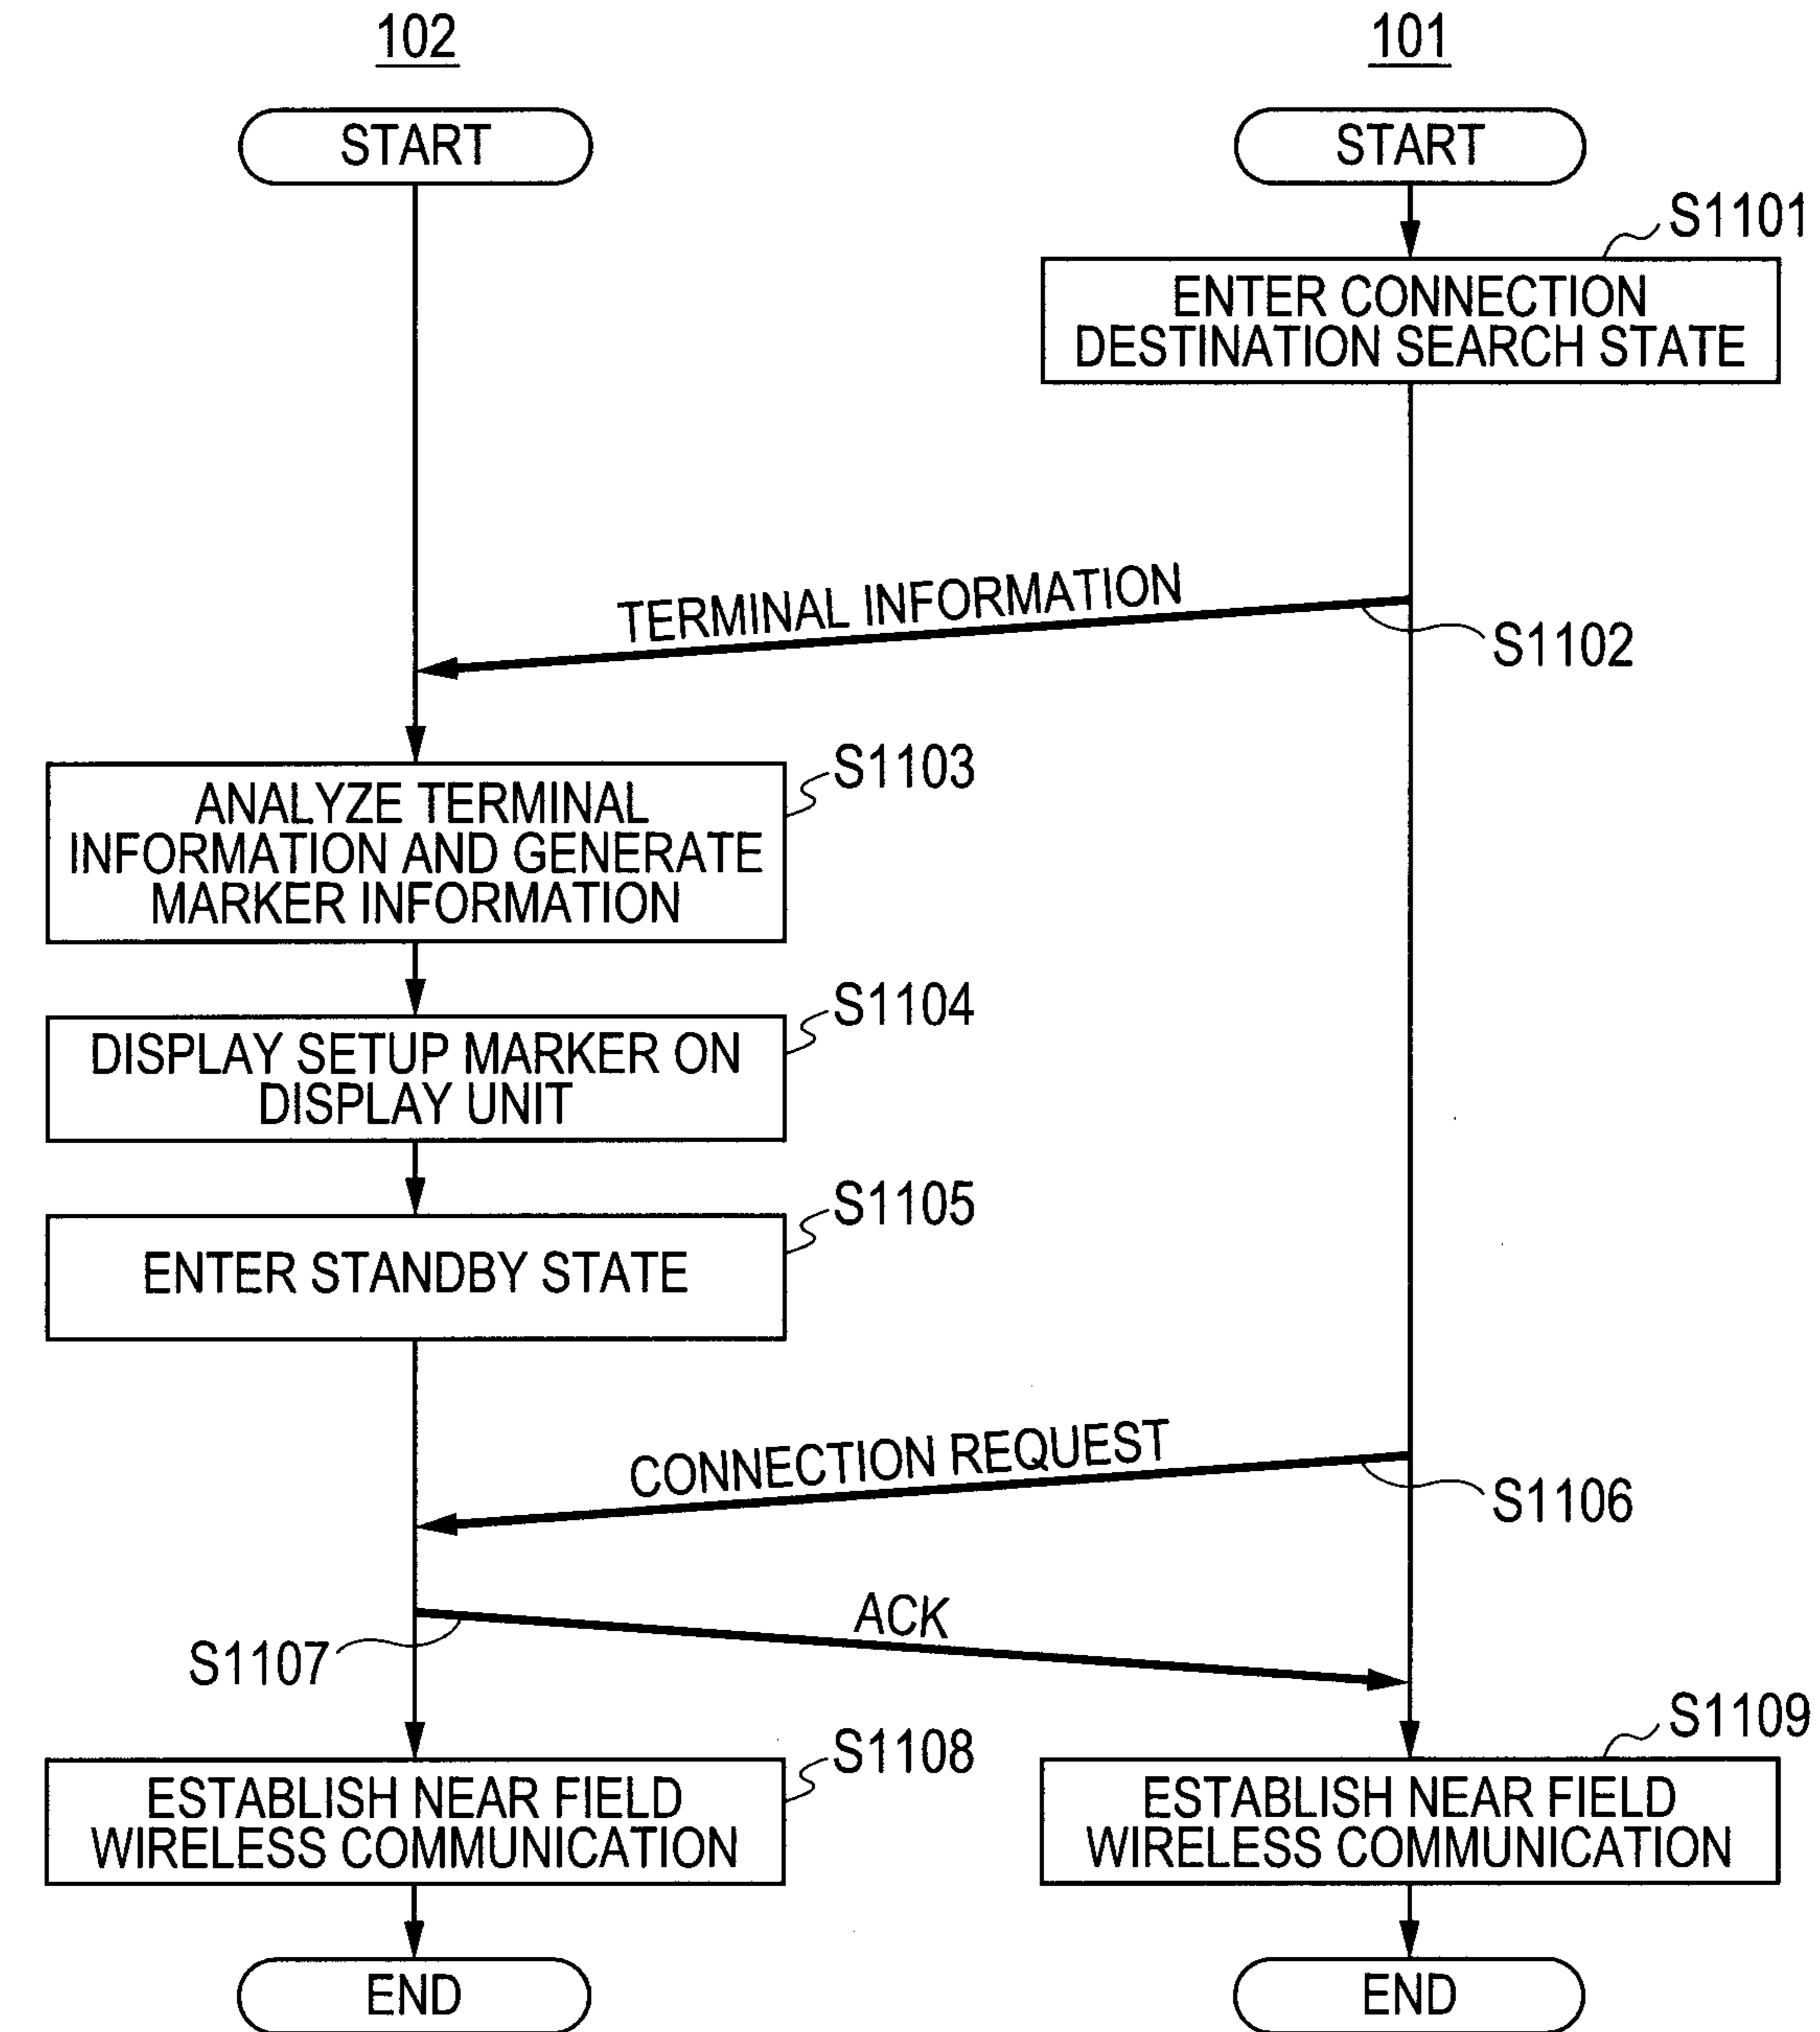 102
101
START
START
S1101
ENTER CONNECTION
DESTINATION SEARCH STATE
TERMINAL INFORMATION
S1102
S1103
ANALYZE TERMINAL
INFORMATION AND GENERATE
MARKER INFORMATION
S1104
DISPLAY SETUP MARKER ON
DISPLAY UNIT
S1105
ENTER STANDBY STATE
CONNECTION REQUEST
S1106
ACK
S1107
S1108
ESTABLISH NEAR FIELD
WIRELESS COMMUNICATION
S1109
ESTABLISH NEAR FIELD
WIRELESS COMMUNICATION
END
END